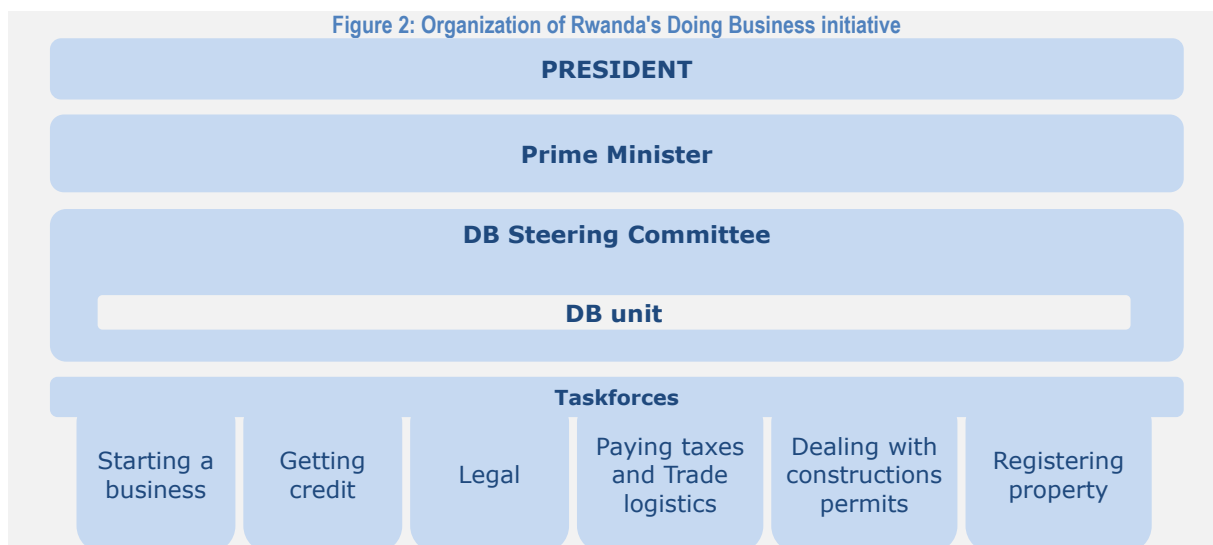 Figure 2: Organization of Rwanda's Doing Business initiative
PRESIDENT
Prime Minister
DB Steering Committee
DB unit
Taskforces
Starting a
business
Getting
credit
Legal
Paying taxes
and Trade
logistics
Dealing with
constructions
permits
Registering
property